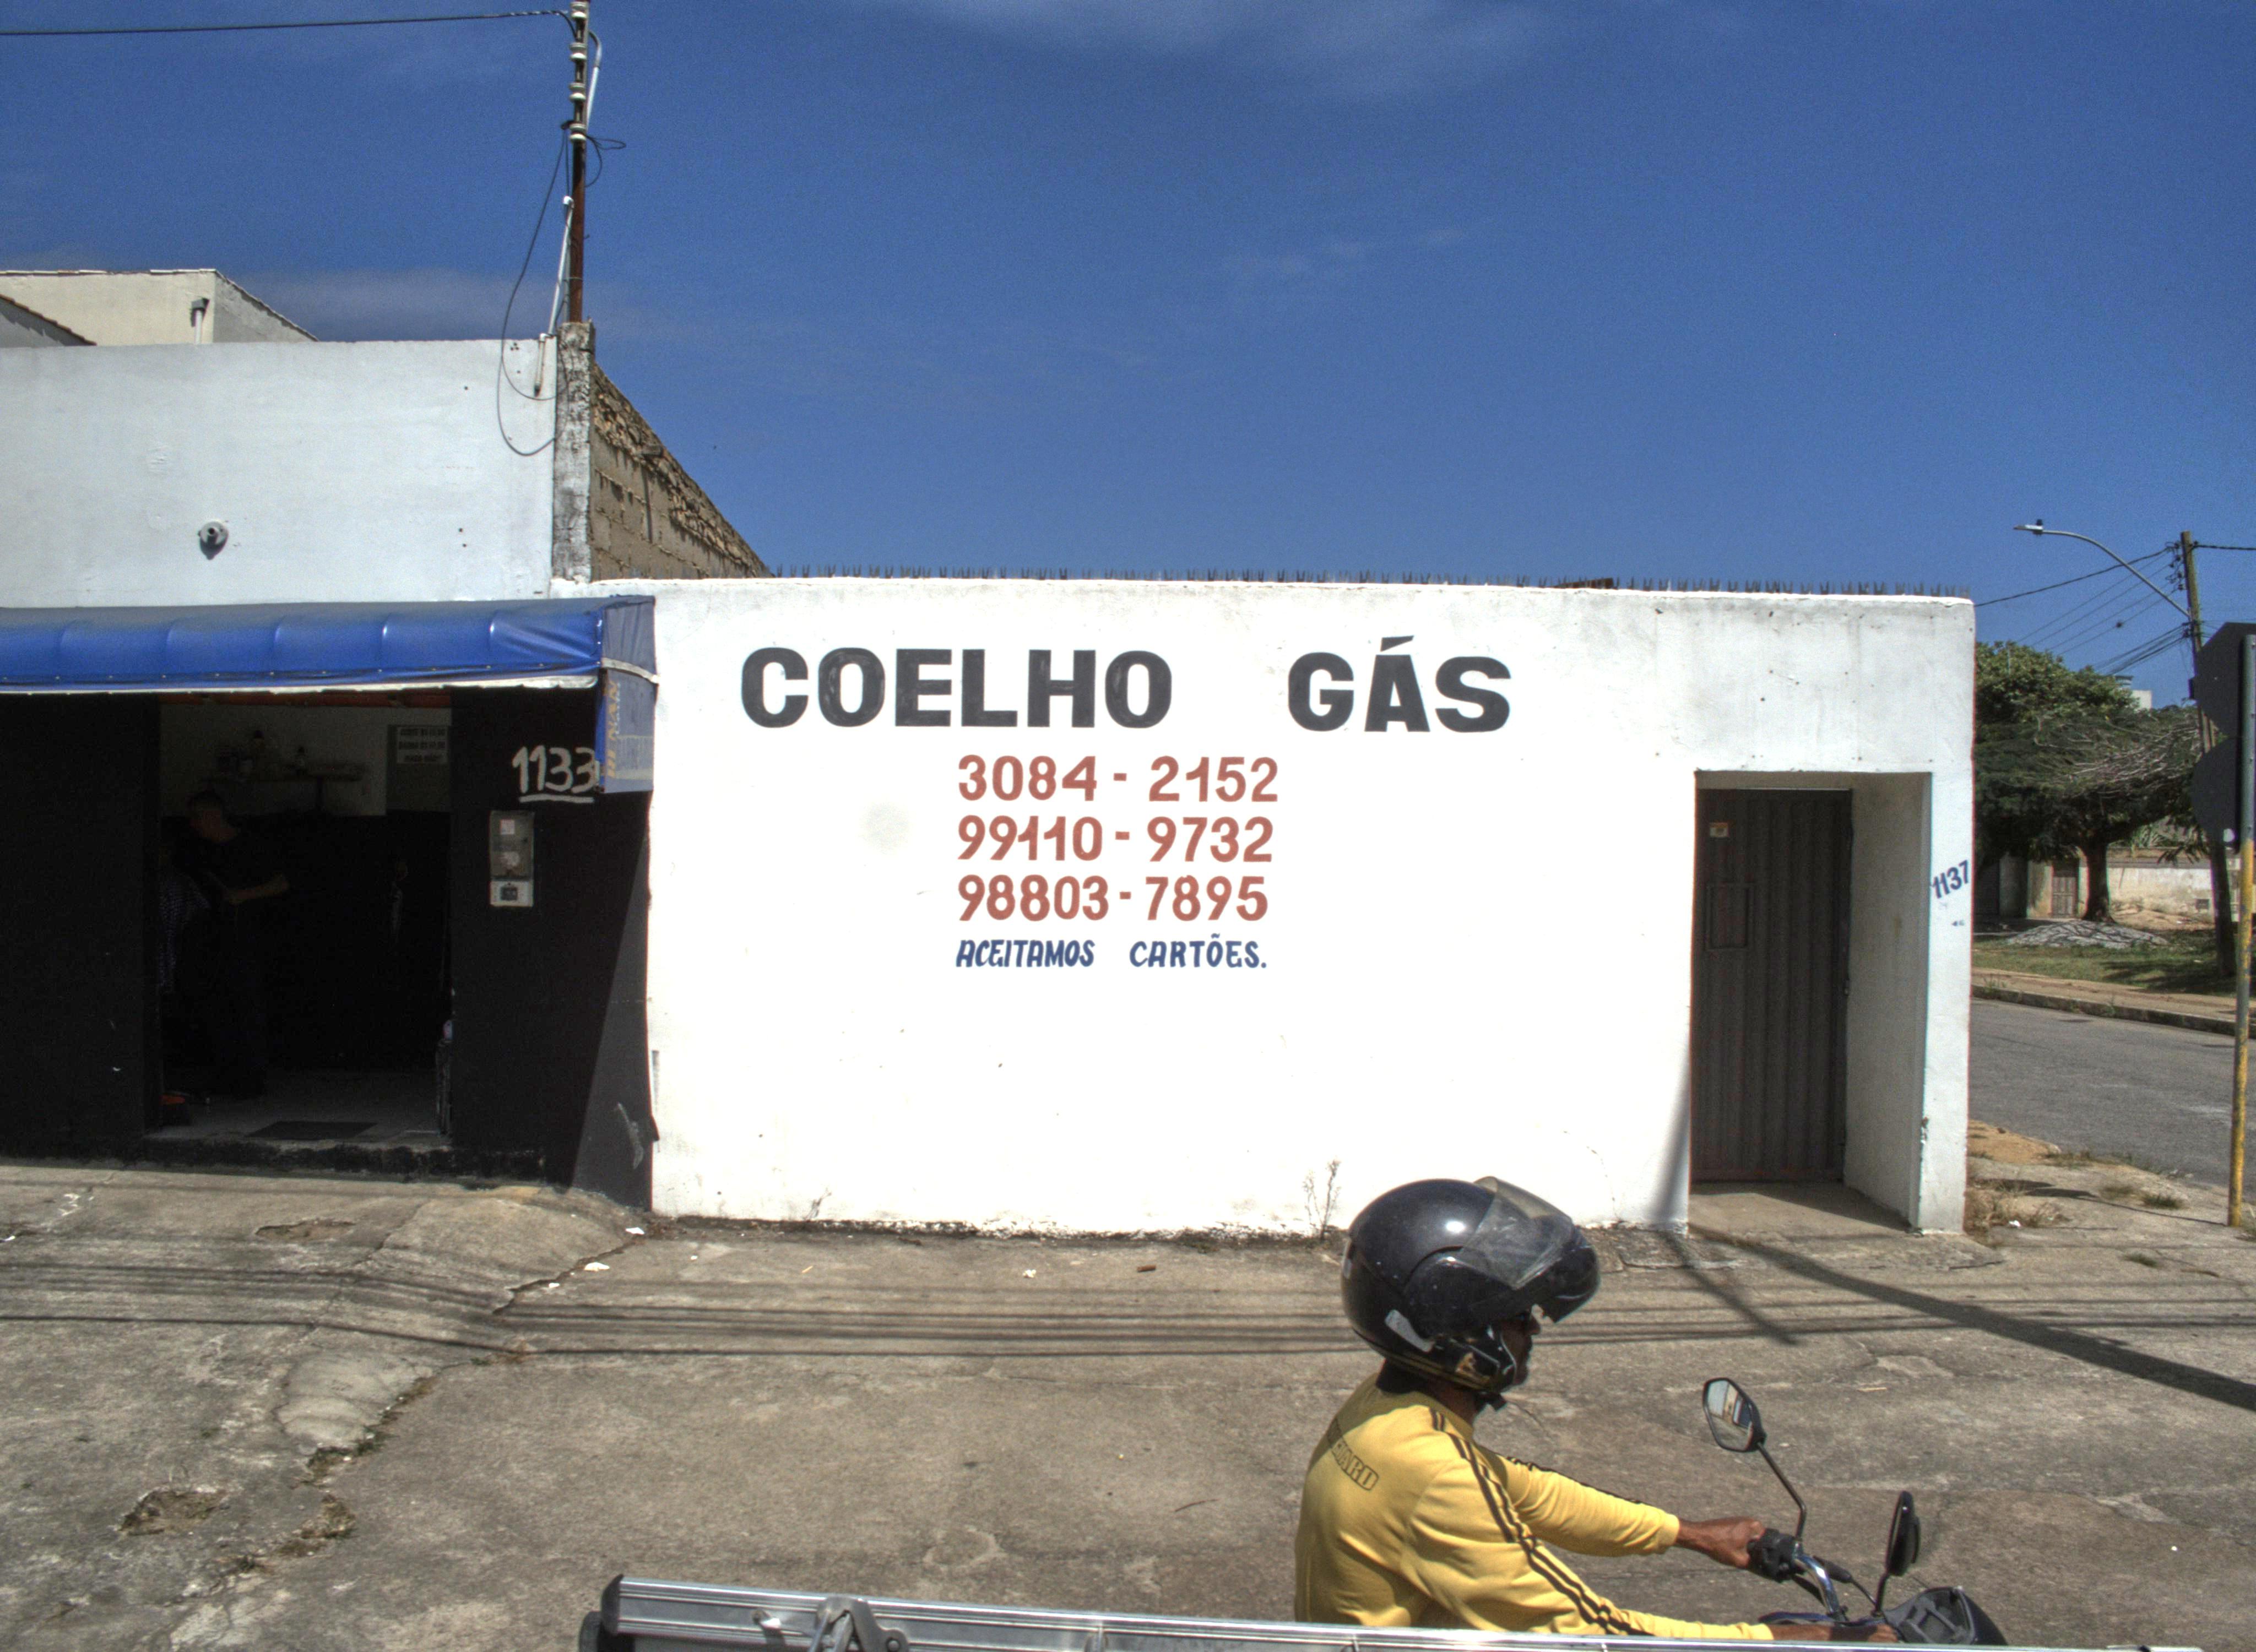 COELHO GÁS
3084-2152
99110-9732
98803-7895
ACEITAMOS CARTÕES.
1133
1137